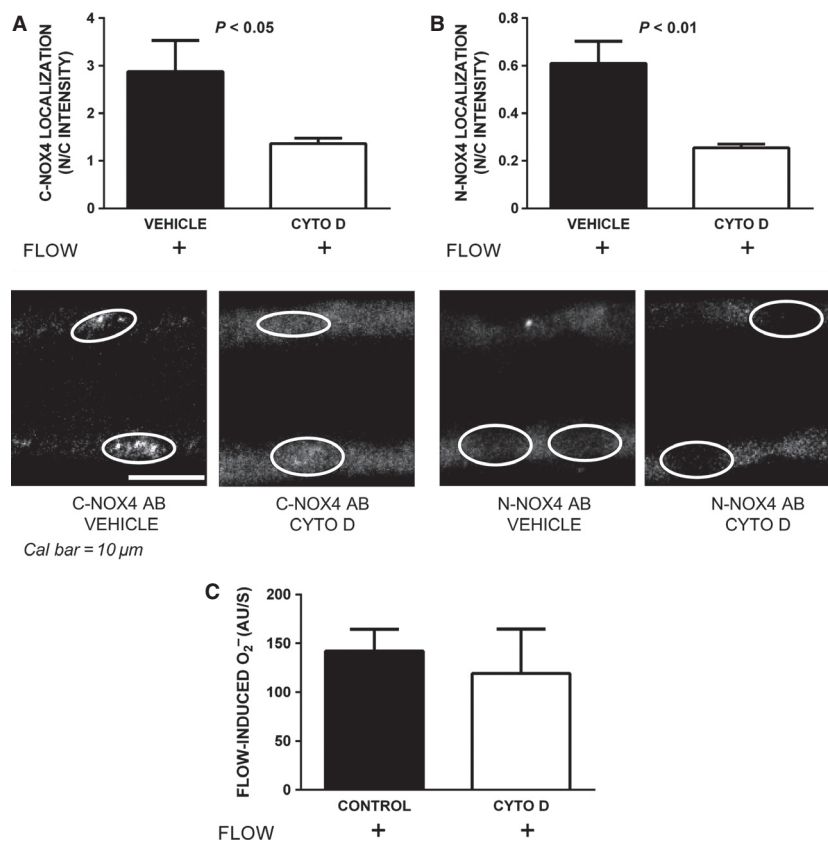 A
C-NOX4 LOCALIZATION
(N/C INTENSITY)
4
3
2
1
0
P < 0.05
VEHICLE
CYTO D
FLOW
+
+
B
N-NOX4 LOCALIZATION
(N/C INTENSITY)
0.8
0.6
0.4
0.2
0
P < 0.01
VEHICLE
CYTO D
FLOW
+
+
C-NOX4 AB
VEHICLE
C-NOX4 AB
CYTO D
N-NOX4 AB
VEHICLE
N-NOX4 AB
CYTO D
Cal bar = 10 µm
C
FLOW-INDUCED O₂⁻ (AU/S)
200
150
100
50
0
CONTROL
CYTO D
FLOW
+
+